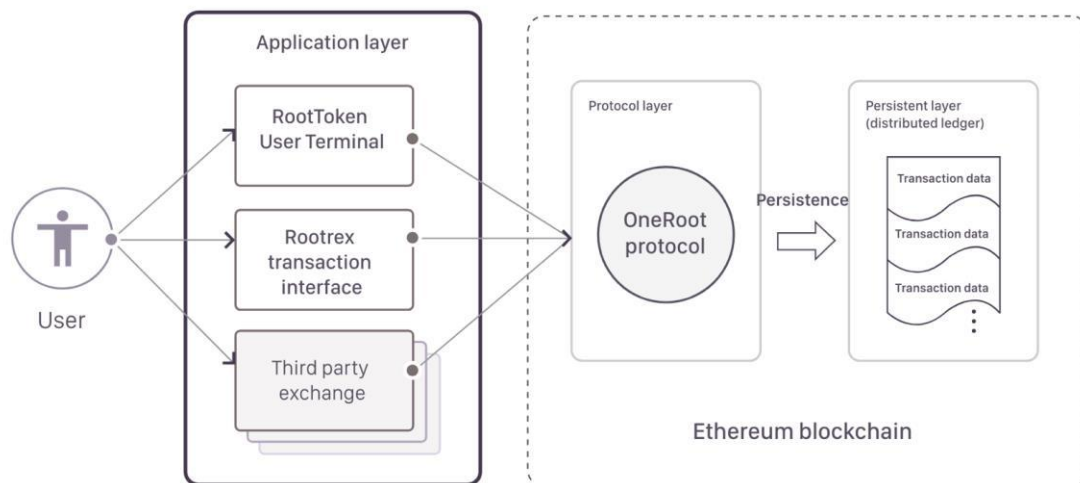 Application layer
RootToken
User Terminal
Rootrex
transaction
interface
Third party
exchange
User
Protocol layer
OneRoot
protocol
Persistence
Persistent layer
(distributed ledger)
Transaction data
Transaction data
Transaction data
Ethereum blockchain